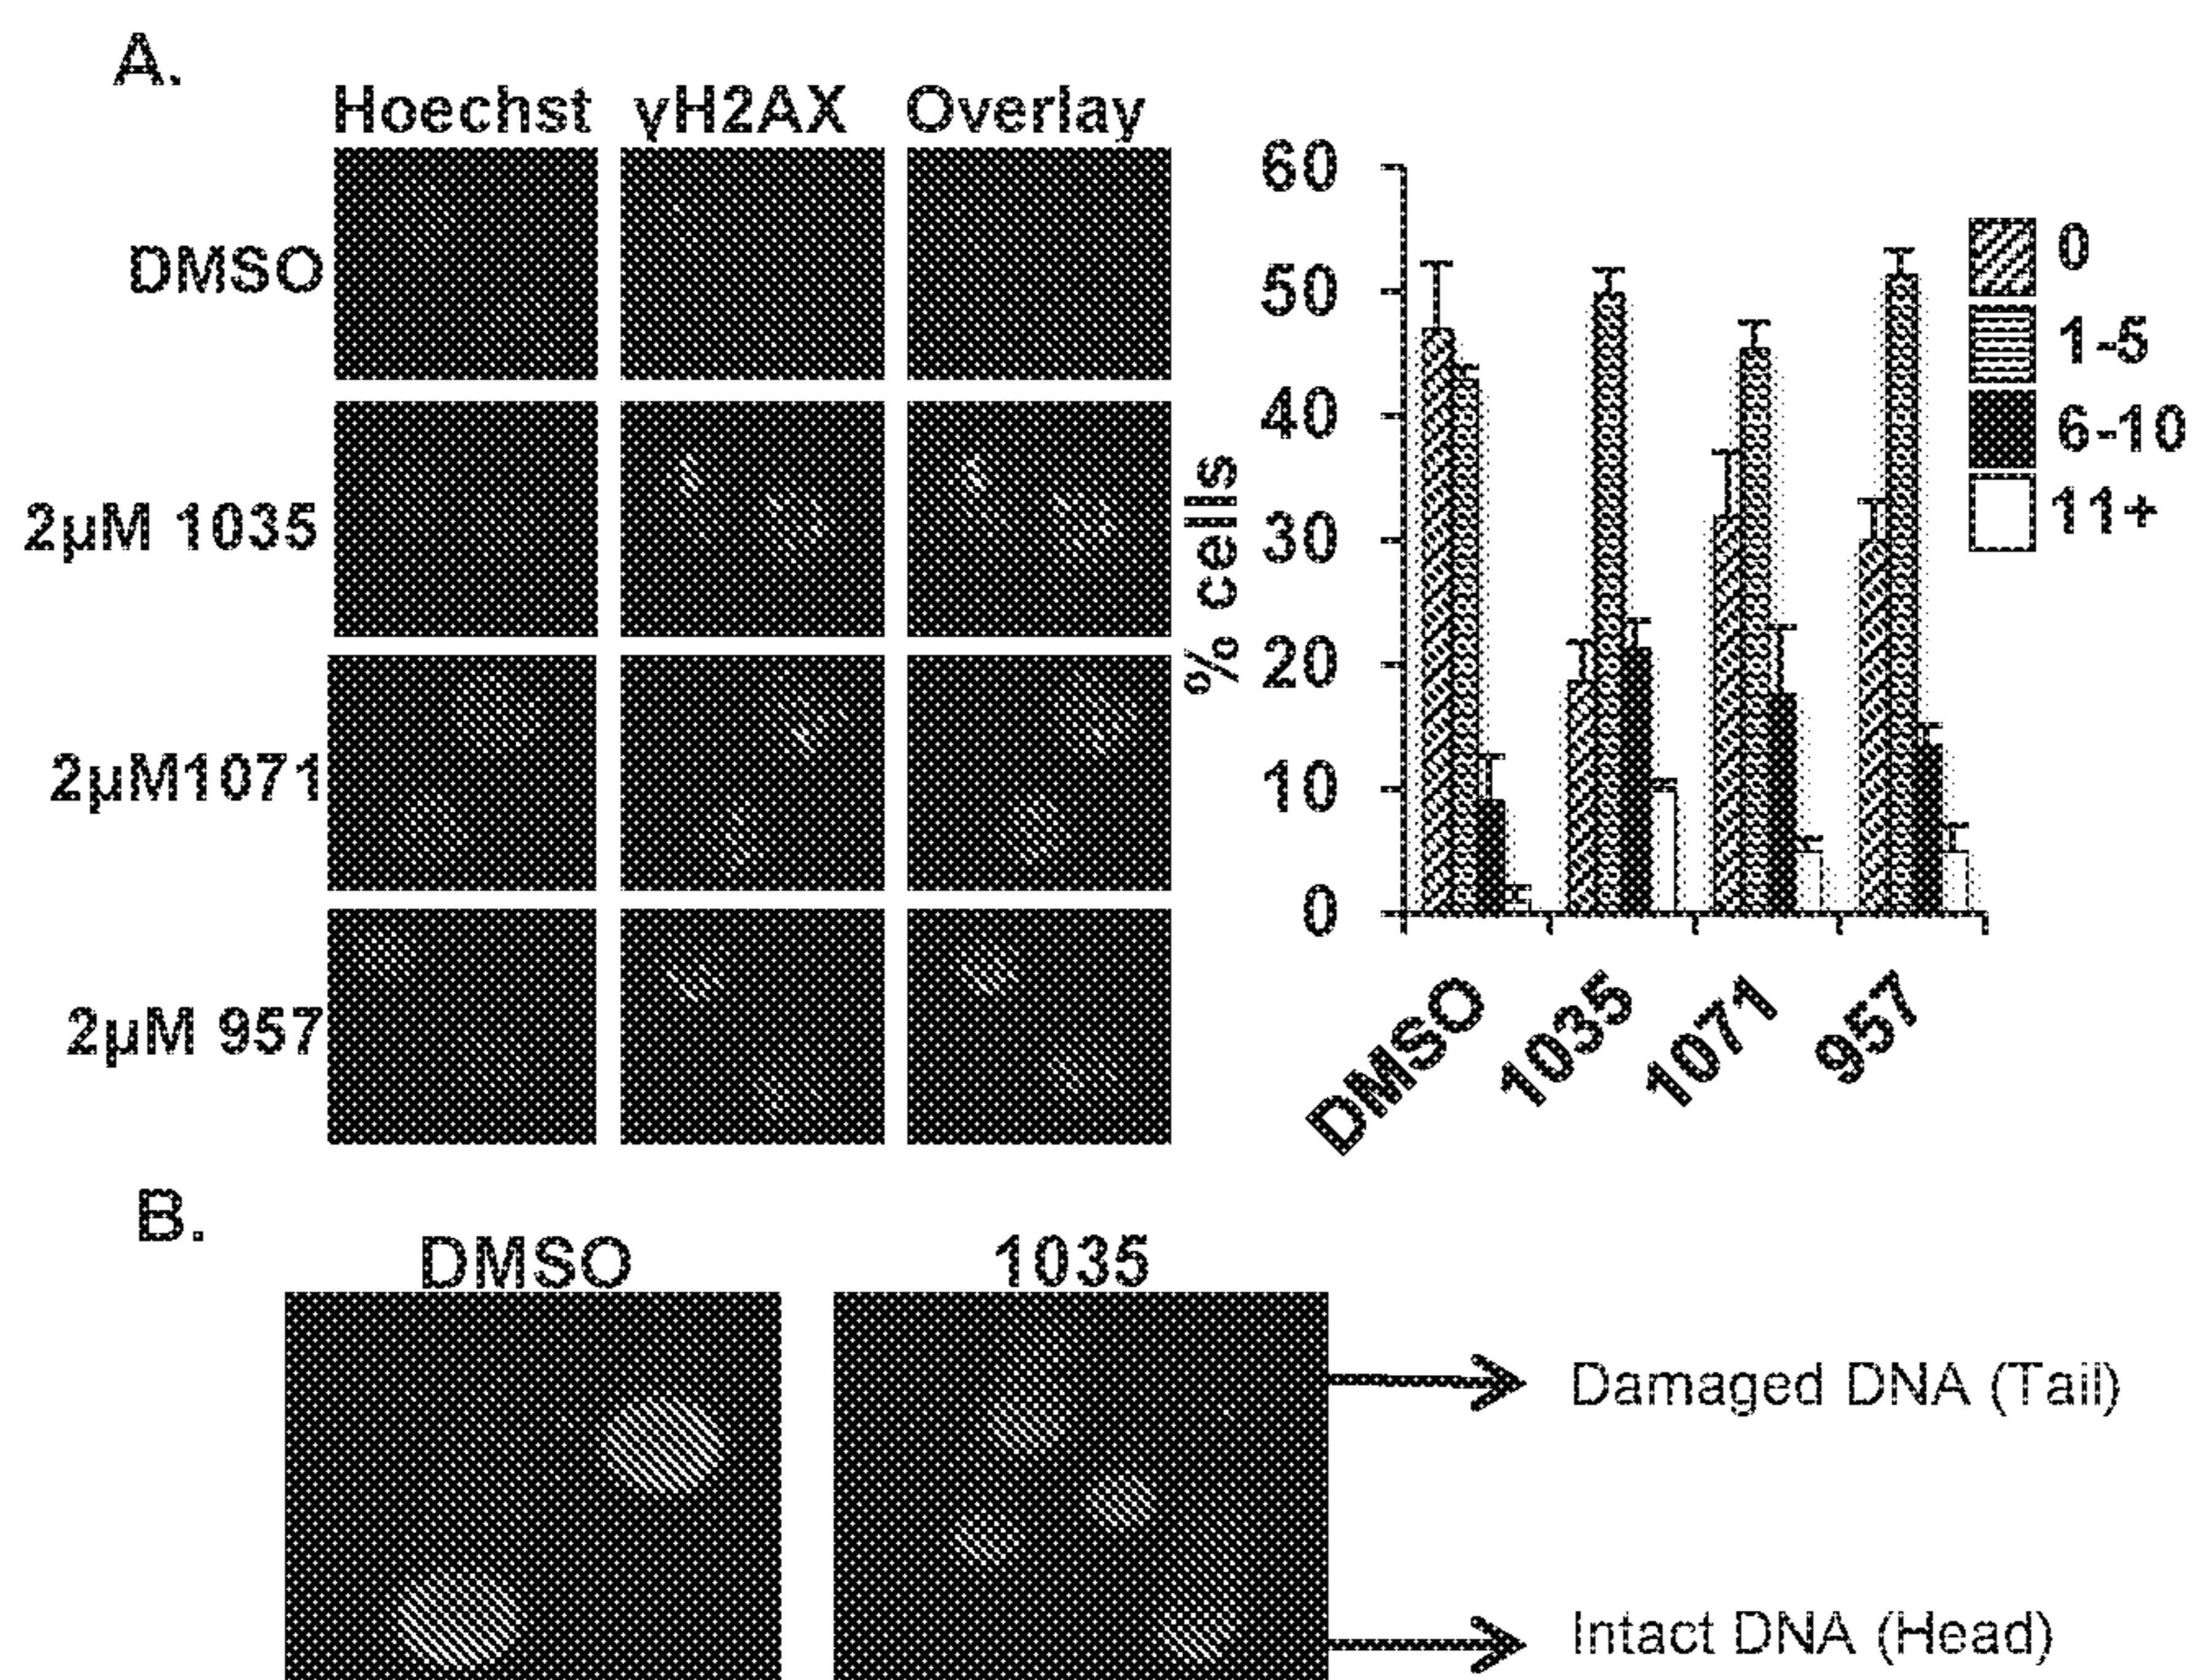 A.
Hoechst γH2AX Overlay
DMSO
2μM 1035
2μM1071
2μM 957
% cells
60
50
40
30
20
10
0
DMSO
1035
1071
957
0
1-5
6-10
11+
B.
DMSO 1035
Damaged DNA (Tail)
Intact DNA (Head)